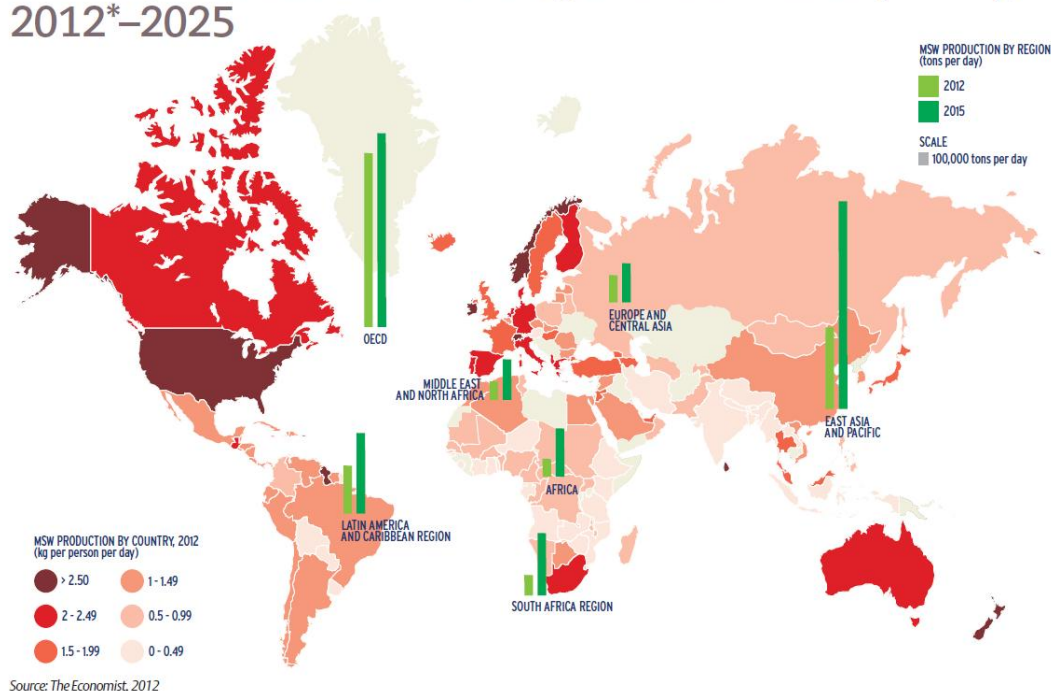 2012*–2025
MSW PRODUCTION BY REGION
(tons per day)
2012
2015
SCALE
100,000 tons per day
OECD
EUROPE AND
CENTRAL ASIA
MIDDLE EAST
AND NORTH AFRICA
EAST ASIA
AND PACIFIC
AFRICA
LATIN AMERICA
AND CARIBBEAN REGION
SOUTH AFRICA REGION
MSW PRODUCTION BY COUNTRY, 2012
(kg per person per day)
> 2.50
1 - 1.49
2 - 2.49
0.5 - 0.99
1.5 - 1.99
0 - 0.49
Source: The Economist, 2012